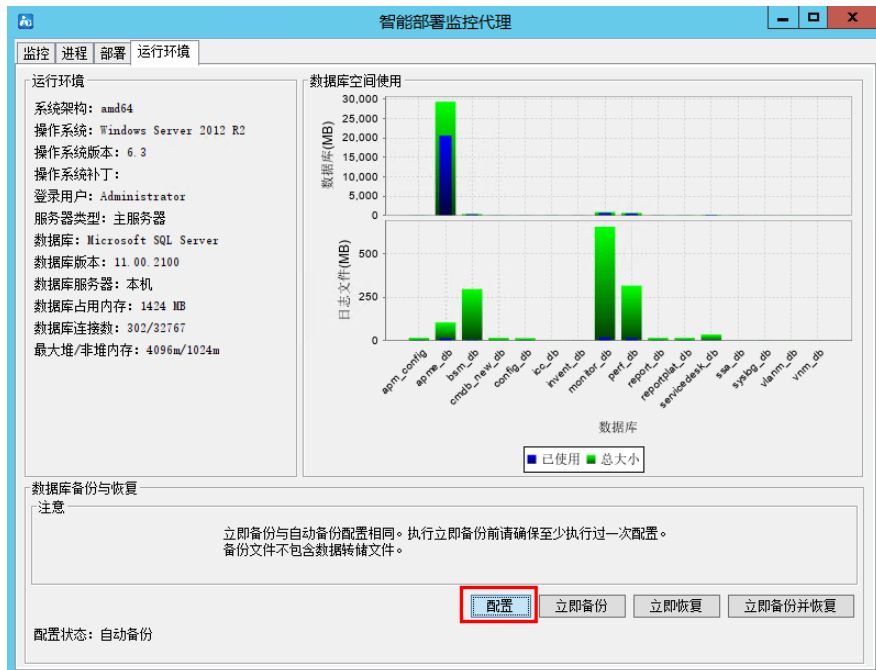 智能部署监控代理
监控 进程 部署 运行环境
运行环境
系统架构: amd64
操作系统: Windows Server 2012 R2
操作系统版本: 6.3
操作系统补丁:
登录用户: Administrator
服务器类型: 主服务器
数据库: Microsoft SQL Server
数据库版本: 11.00.2100
数据库服务器: 本机
数据库占用内存: 1424 MB
数据库连接数: 302/32767
最大堆/非堆内存: 4096m/1024m
数据库空间使用
数据库(MB)
30,000
25,000
20,000
15,000
10,000
5,000
0
日志文件(MB)
500
250
0
apm_config apme_db bsm_db cmdb_new_db config_db icc_db invent_db monitor_db perf_db report_db reportplat_db servicedesk_db ssa_db syslog_db vlanm_db vnm_db
数据库
已使用 总大小
数据库备份与恢复
注意
立即备份与自动备份配置相同。执行立即备份前请确保至少执行过一次配置。
备份文件不包含数据转储文件。
配置 立即备份 立即恢复 立即备份并恢复
配置状态: 自动备份